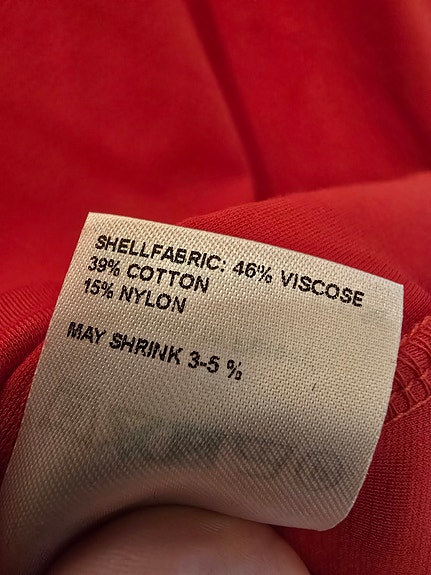 SHELLFABRIC: 46% VISCOSE
39% COTTON
15% NYLON
MAY SHRINK 3-5 %